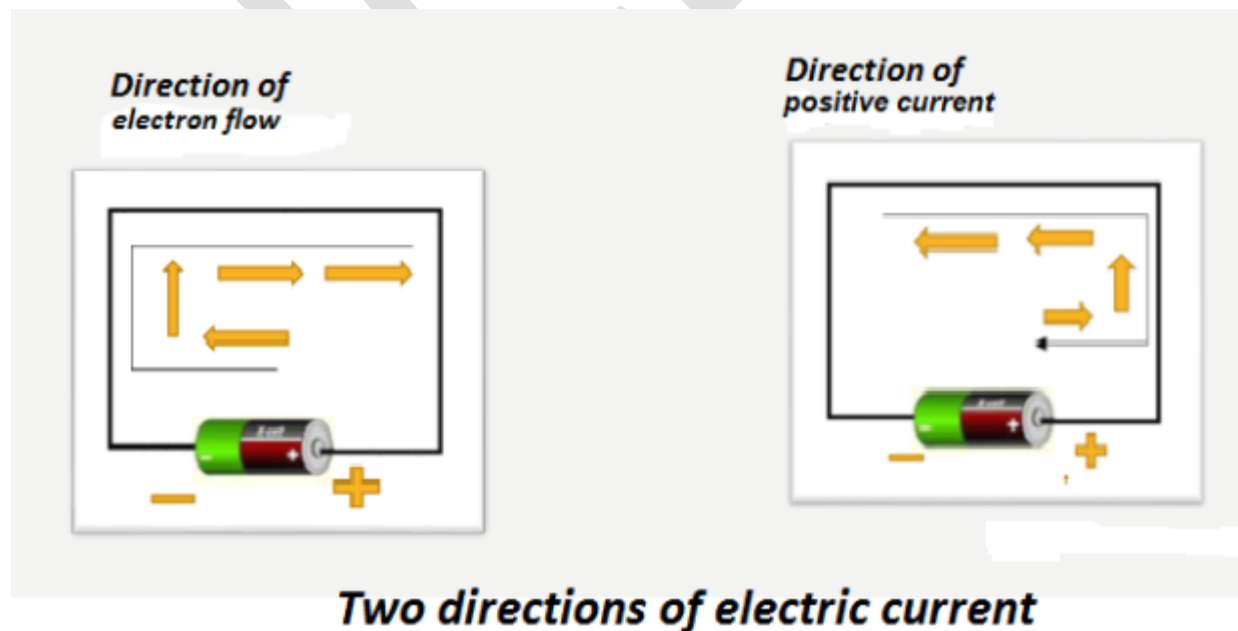 Direction of
electron flow
Direction of
positive current
- +
- +
Two directions of electric current